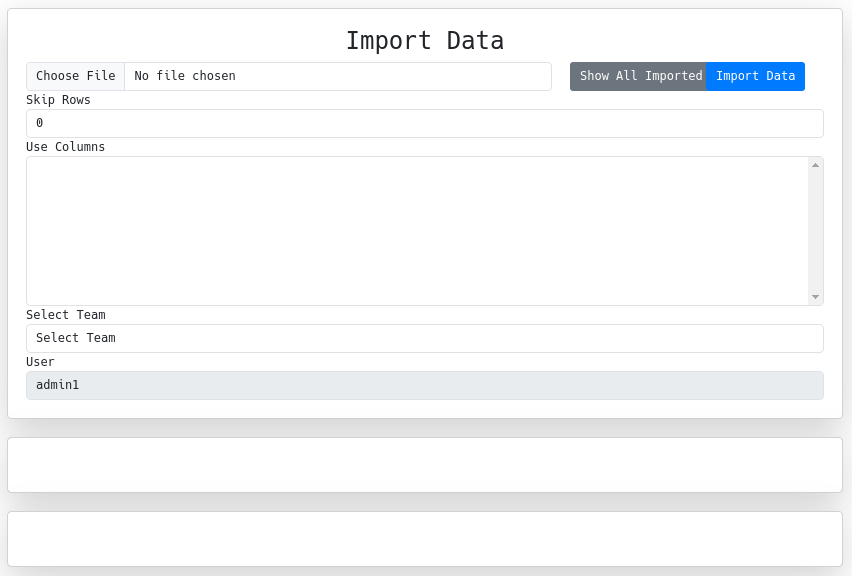 Import Data
Choose File No file chosen Show All Imported Import Data
Skip Rows
0
Use Columns
Select Team
Select Team
User
admin1